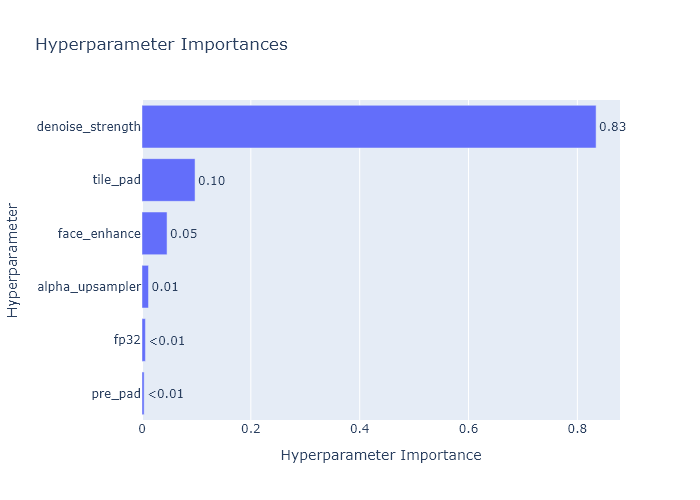 Hyperparameter Importances
Hyperparameter
denoise_strength 0.83
tile_pad 0.10
face_enhance 0.05
alpha_upsampler 0.01
fp32 <0.01
pre_pad <0.01
0 0.2 0.4 0.6 0.8
Hyperparameter Importance